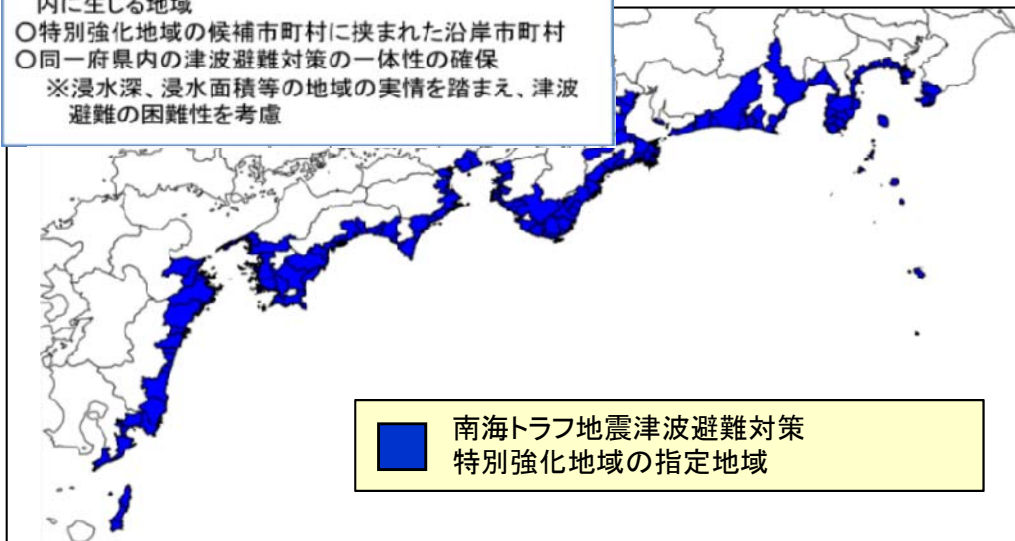 内に生じる地域
○特別強化地域の候補市町村に挟まれた沿岸市町村
○同一府県内の津波避難対策の一体性の確保
※浸水深、浸水面積等の地域の実情を踏まえ、津波
避難の困難性を考慮
南海トラフ地震津波避難対策
特別強化地域の指定地域